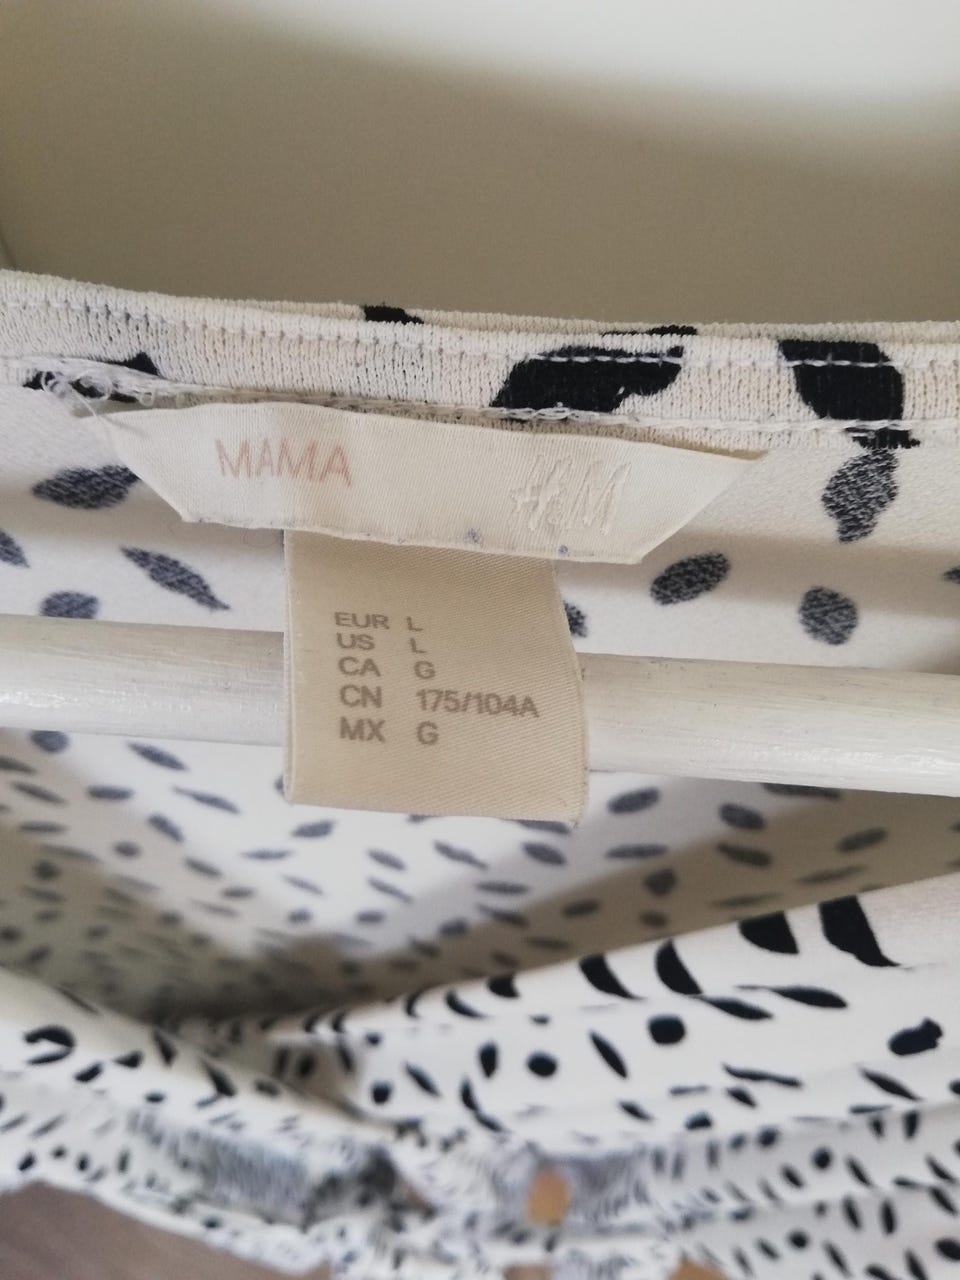 MAMA H&M
EUR L
US L
CA G
CN 175/104A
MX G